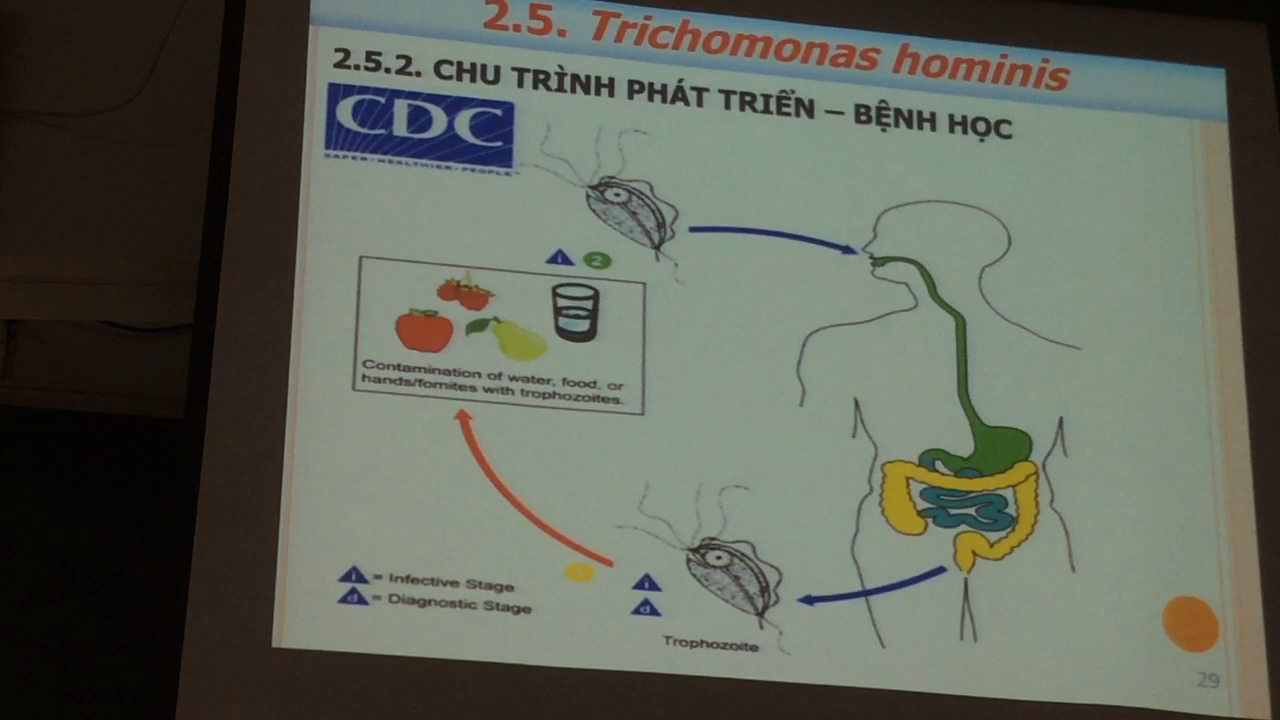 2.5. Trichomonas hominis
2.5.2. CHU TRÌNH PHÁT TRIỂN – BỆNH HỌC
CDC
SAFER·HEALTHIER·PEOPLE™
i 2
Contamination of water, food, or
hands/fomites with trophozoites.
i
d
i = Infective Stage
d = Diagnostic Stage
Trophozoite
29